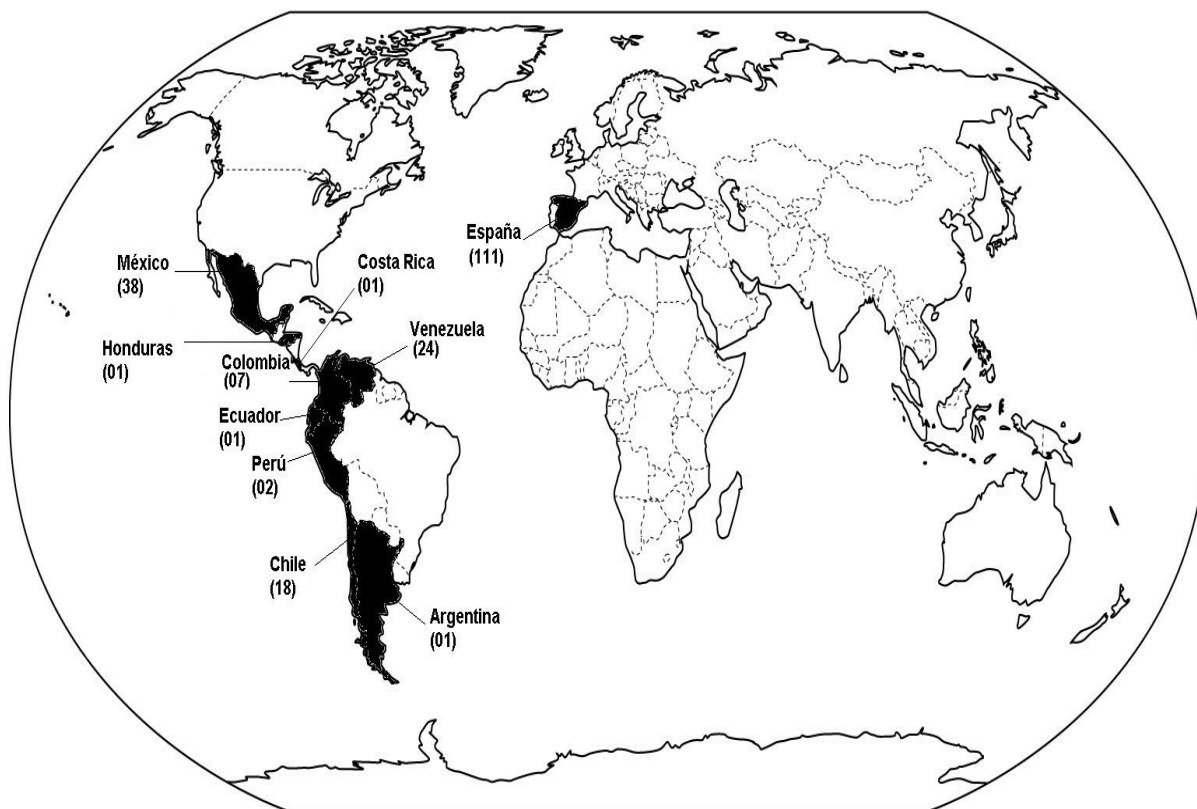 España
(111)
México
(38)
Costa Rica
(01)
Venezuela
(24)
Honduras
(01)
Colombia
(07)
Ecuador
(01)
Perú
(02)
Chile
(18)
Argentina
(01)